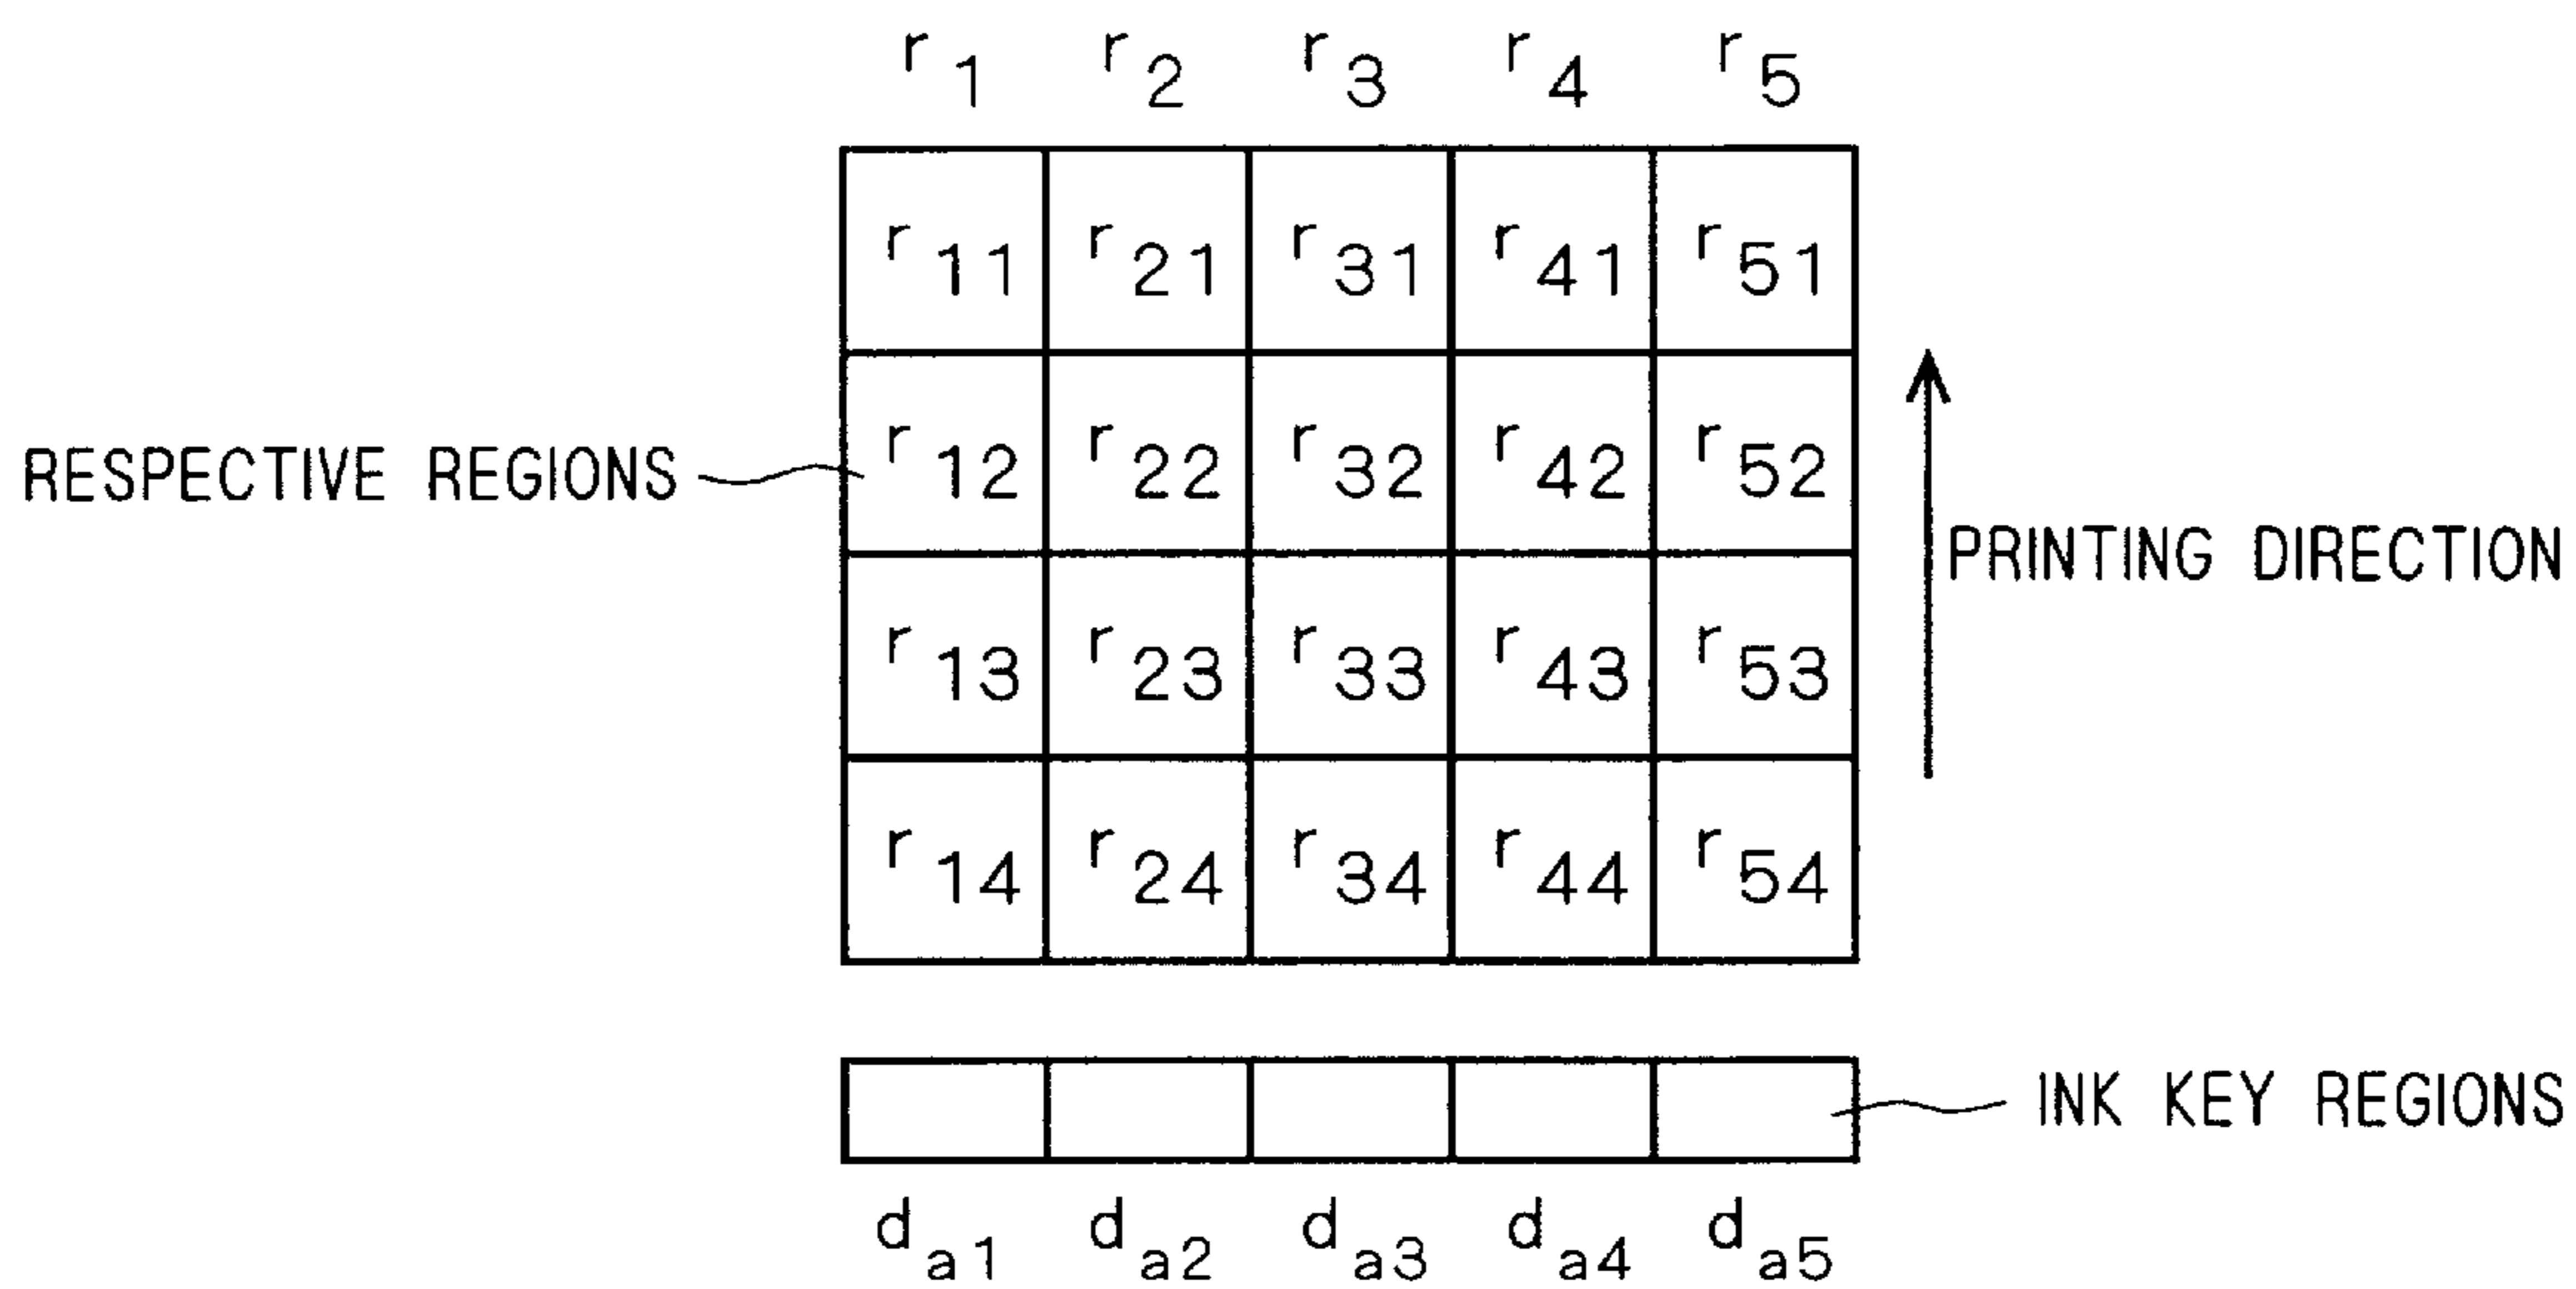 r1 r2 r3 r4 r5
r11 r21 r31 r41 r51
RESPECTIVE REGIONS r12 r22 r32 r42 r52
PRINTING DIRECTION
r13 r23 r33 r43 r53
r14 r24 r34 r44 r54
INK KEY REGIONS
da1 da2 da3 da4 da5